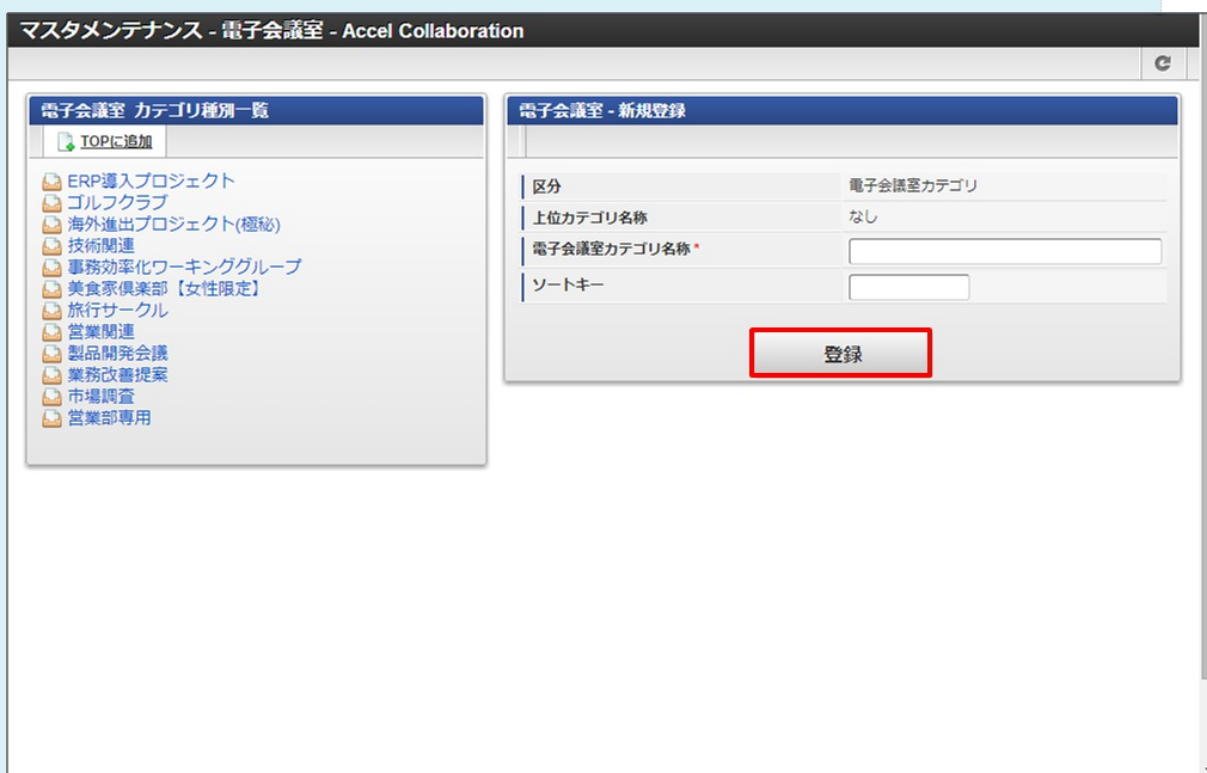 マスタメンテナンス - 電子会議室 - Accel Collaboration
電子会議室 カテゴリ種別一覧
TOPに追加
ERP導入プロジェクト
ゴルフクラブ
海外進出プロジェクト(極秘)
技術関連
事務効率化ワーキンググループ
美食家倶楽部【女性限定】
旅行サークル
営業関連
製品開発会議
業務改善提案
市場調査
営業部専用
電子会議室 - 新規登録
区分 電子会議室カテゴリ
上位カテゴリ名称 なし
電子会議室カテゴリ名称*
ソートキー
登録